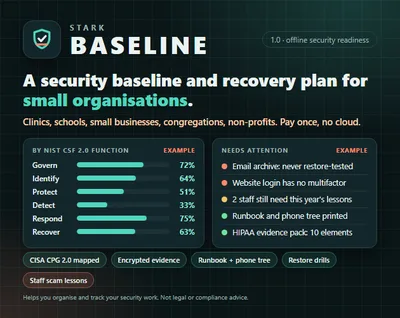 STARK
BASELINE
1.0 · offline security readiness
A security baseline and recovery plan for
small organisations.
Clinics, schools, small businesses, congregations, non-profits. Pay once, no cloud.
BY NIST CSF 2.0 FUNCTION
EXAMPLE
Govern 72%
Identify 64%
Protect 51%
Detect 33%
Respond 75%
Recover 63%
NEEDS ATTENTION
EXAMPLE
Email archive: never restore-tested
Website login has no multifactor
2 staff still need this year's lessons
Runbook and phone tree printed
HIPAA evidence pack: 10 elements
CISA CPG 2.0 mapped
Encrypted evidence
Runbook + phone tree
Restore drills
Staff scam lessons
Helps you organise and track your security work. Not legal or compliance advice.